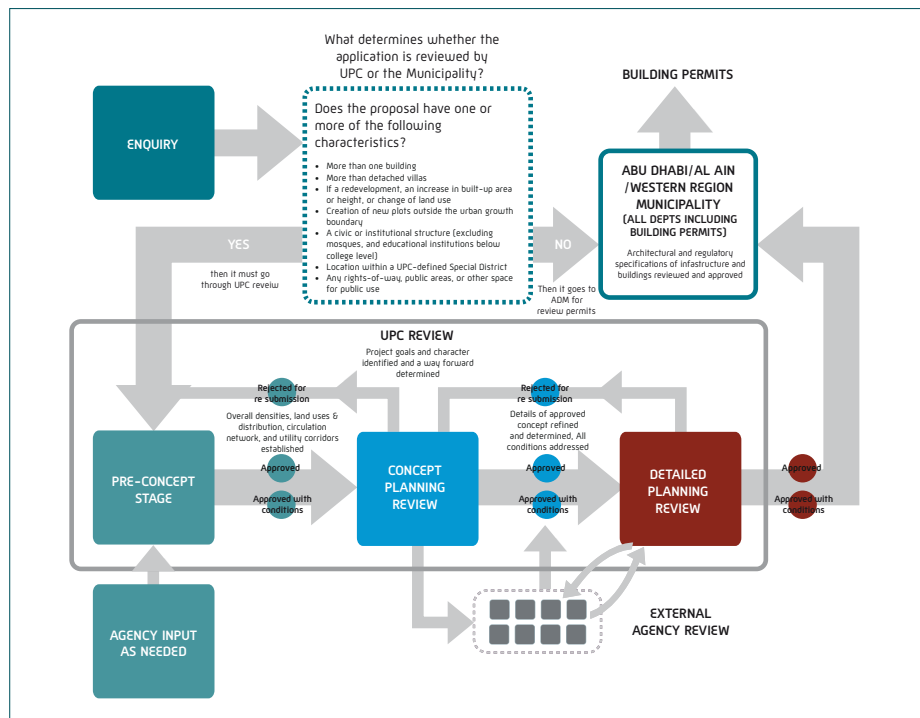 What determines whether the
application is reviewed by
UPC or the Municipality?
BUILDING PERMITS
ENQUIRY
Does the proposal have one or
more of the following
characteristics?
• More than one building
• More than detached villas
• If a redevelopment, an increase in built-up area
or height, or change of land use
• Creation of new plots outside the urban growth
boundary
• A civic or institutional structure (excluding
mosques, and educational institutions below
college level)
• Location within a UPC-defined Special District
• Any rights-of-way, public areas, or other space
for public use
ABU DHABI/AL AIN
/WESTERN REGION
MUNICIPALITY
(ALL DEPTS INCLUDING
BUILDING PERMITS)
Architectural and regulatory
specifications of infastructure and
buildings reviewed and approved
YES
then it must go
through UPC reveiw
NO
Then it goes to
ADM for
review permits
UPC REVIEW
Project goals and character
identified and a way forward
determined
Rejected for
re submission
Rejected for
re submission
Overall densities, land uses &
distribution, circulation
network, and utility corridors
established
Details of approved
concept refined
and determined, All
conditions addressed
PRE-CONCEPT
STAGE
Approved
Approved with
conditions
CONCEPT
PLANNING
REVIEW
Approved
Approved with
conditions
DETAILED
PLANNING
REVIEW
Approved
Approved with
conditions
AGENCY INPUT
AS NEEDED
EXTERNAL
AGENCY REVIEW